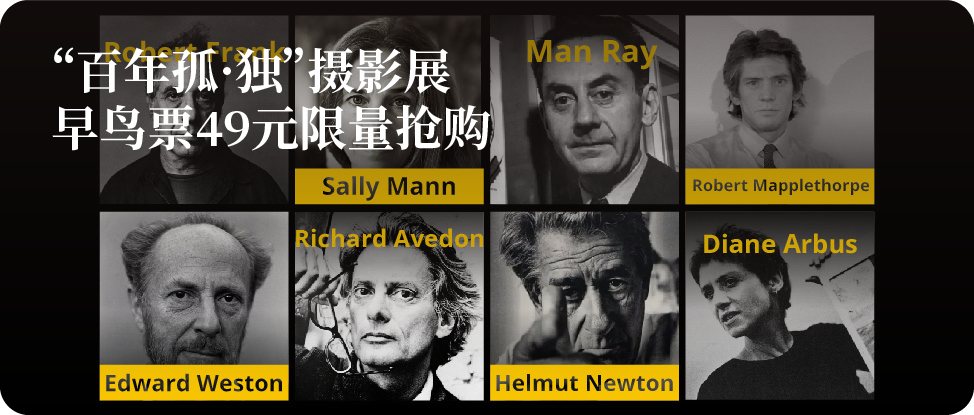 Robert Frank
“百年孤·独”摄影展
早鸟票49元限量抢购
Man Ray
Sally Mann
Robert Mapplethorpe
Richard Avedon
Diane Arbus
Edward Weston
Helmut Newton